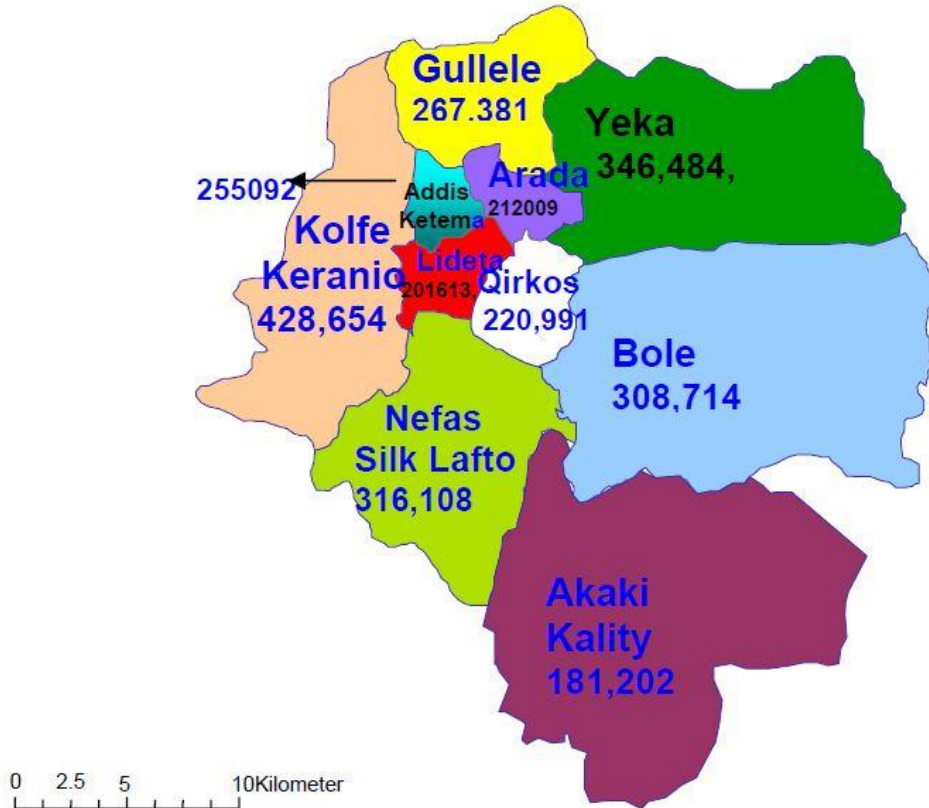 Gullele
267.381
Yeka
346,484,
Arada
212009
255092
Addis
Ketema
Kolfe
Keranio
428,654
Lideta
201613,
Qirkos
220,991
Bole
308,714
Nefas
Silk Lafto
316,108
Akaki
Kality
181,202
0 2.5 5 10Kilometer